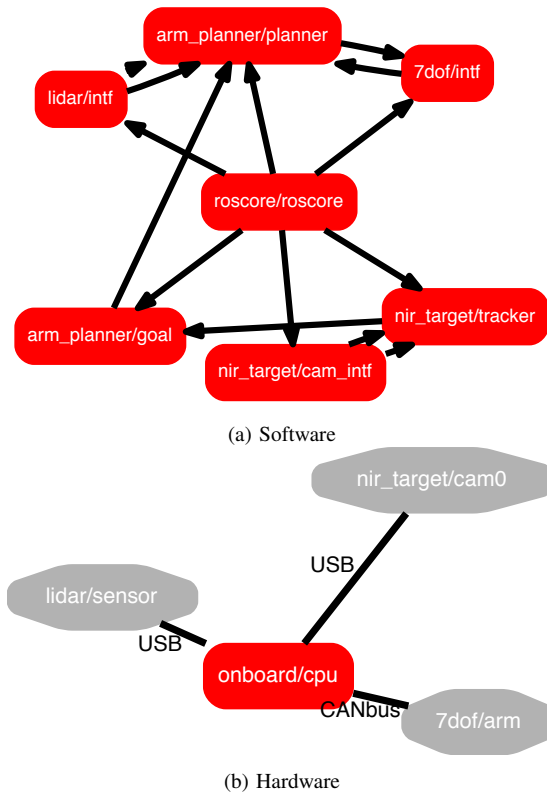 arm_planner/planner
7dof/intf
lidar/intf
roscore/roscore
nir_target/tracker
arm_planner/goal
nir_target/cam_intf
(a) Software
nir_target/cam0
USB
lidar/sensor
USB
onboard/cpu
CANbus
7dof/arm
(b) Hardware